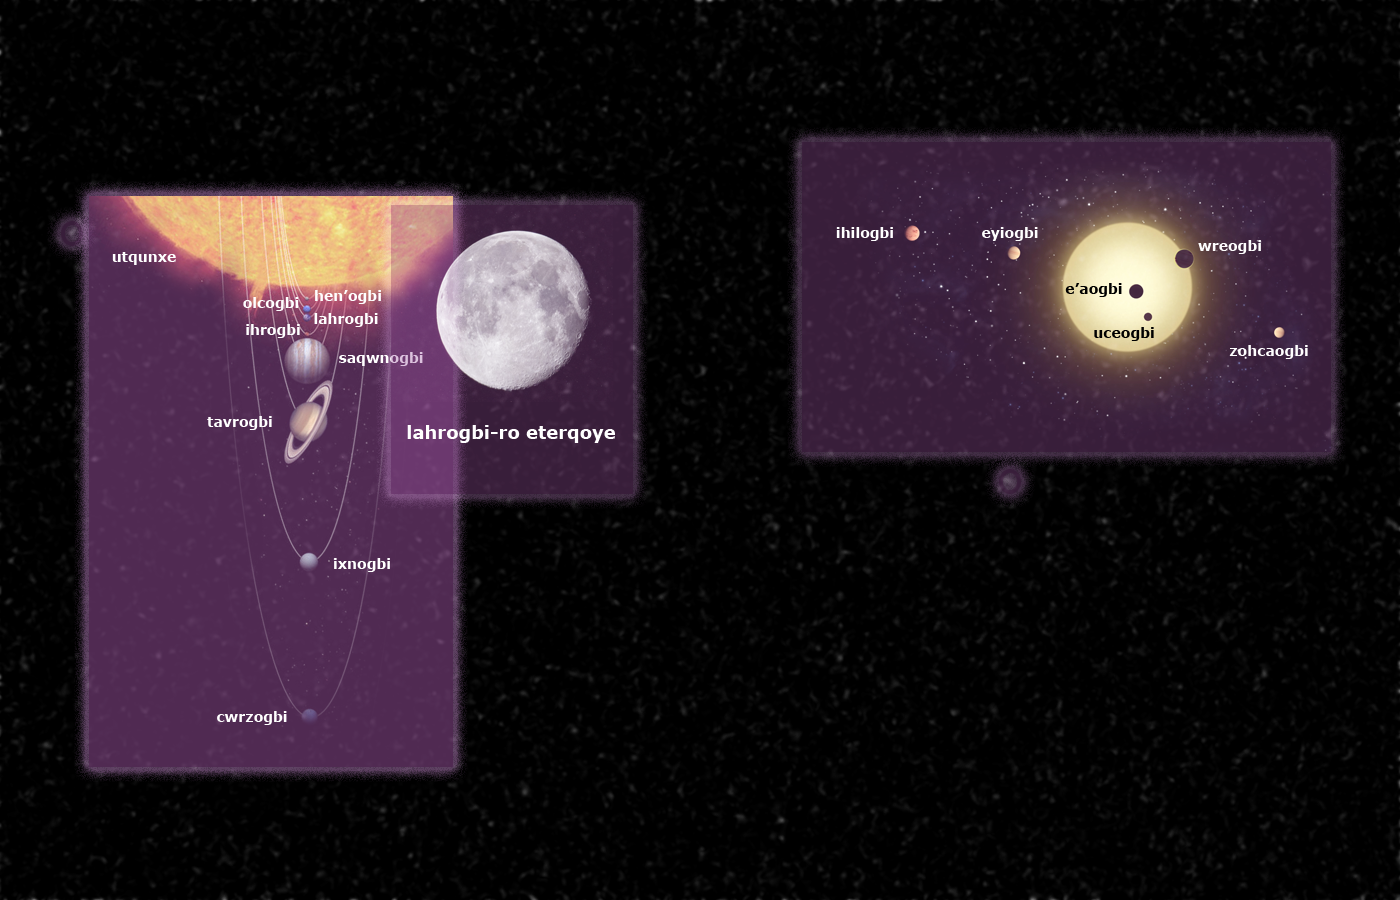 utqunxe
hen’ogbi
olcogbi
lahrogbi
ihrogbi
saqwnogbi
tavrogbi
lahrogbi-ro eterqoye
ixnogbi
cwrzogbi
ihilogbi
eyiogbi
wreogbi
e’aogbi
uceogbi
zohcaogbi